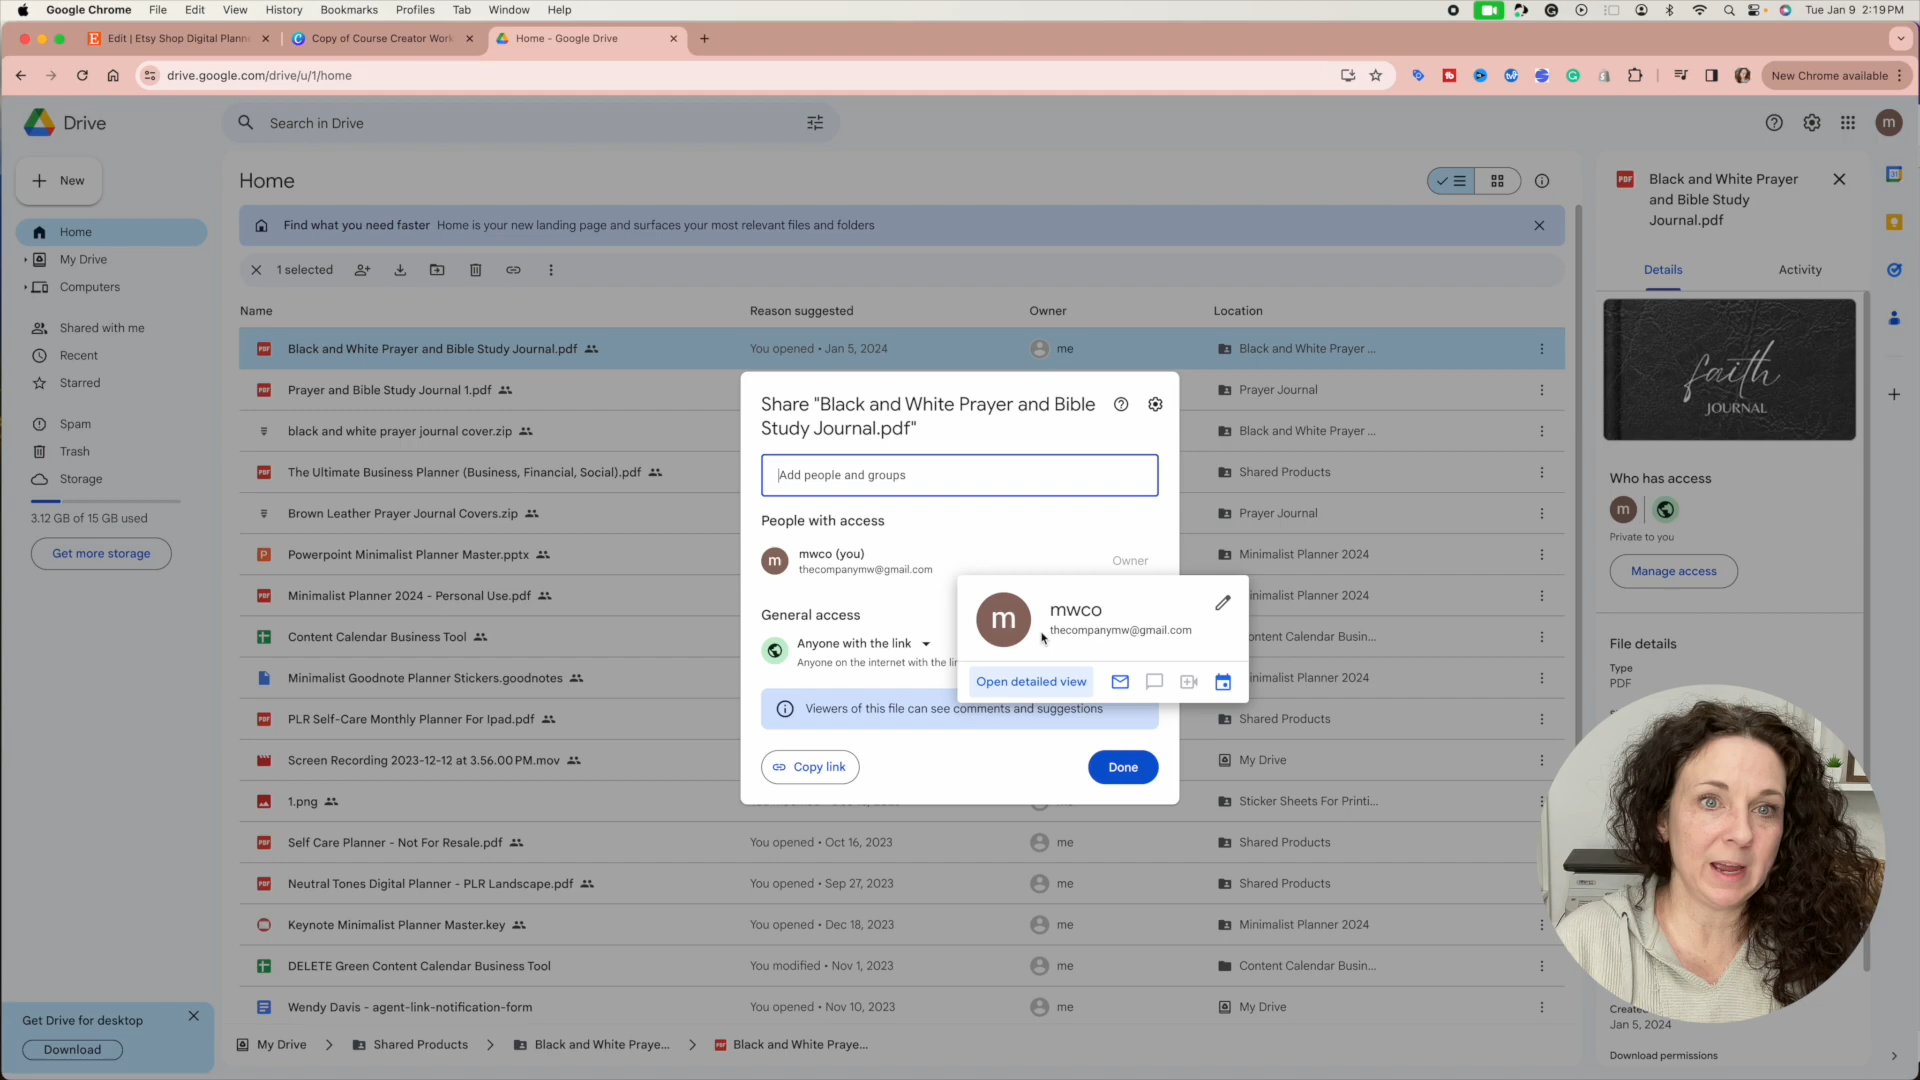 Google Chrome File Edit View History Bookmarks Profiles Tab Window Help Tue Jan 9 2:19 PM
Edit | Etsy Shop Digital Plann Copy of Course Creator Work Home - Google Drive
drive.google.com/drive/u/1/home New Chrome available
Drive Search in Drive m
New
Home
My Drive
Computers
Shared with me
Recent
Starred
Spam
Trash
Storage
3.12 GB of 15 GB used
Get more storage
Get Drive for desktop
Download
Home
Find what you need faster Home is your new landing page and surfaces your most relevant files and folders
1 selected
Name Reason suggested Owner Location
Black and White Prayer and Bible Study Journal.pdf You opened • Jan 5, 2024 me Black and White Prayer ...
Prayer and Bible Study Journal 1.pdf Prayer Journal
black and white prayer journal cover.zip Black and White Prayer ...
The Ultimate Business Planner (Business, Financial, Social).pdf Shared Products
Brown Leather Prayer Journal Covers.zip Prayer Journal
Powerpoint Minimalist Planner Master.pptx Minimalist Planner 2024
Minimalist Planner 2024 - Personal Use.pdf inimalist Planner 2024
Content Calendar Business Tool ontent Calendar Busin...
Minimalist Goodnote Planner Stickers.goodnotes inimalist Planner 2024
PLR Self-Care Monthly Planner For Ipad.pdf Shared Products
Screen Recording 2023-12-12 at 3.56.00 PM.mov My Drive
1.png me Sticker Sheets For Printi...
Self Care Planner - Not For Resale.pdf You opened • Oct 16, 2023 me Shared Products
Neutral Tones Digital Planner - PLR Landscape.pdf You opened • Sep 27, 2023 me Shared Products
Keynote Minimalist Planner Master.key You opened • Dec 18, 2023 me Minimalist Planner 2024
DELETE Green Content Calendar Business Tool You modified • Nov 1, 2023 me Content Calendar Busin...
Wendy Davis - agent-link-notification-form You opened • Nov 10, 2023 me My Drive
My Drive Shared Products Black and White Praye... Black and White Praye...
Share "Black and White Prayer and Bible
Study Journal.pdf"
Add people and groups
People with access
m mwco (you)
thecompanymw@gmail.com
Owner
General access
Anyone with the link
Anyone on the internet with the lin
Viewers of this file can see comments and suggestions
Copy link Done
m mwco
thecompanymw@gmail.com
Open detailed view
PDF Black and White Prayer
and Bible Study
Journal.pdf
Details Activity
faith
JOURNAL
Who has access
m
Private to you
Manage access
File details
Type
PDF
Created
Jan 5, 2024
Download permissions